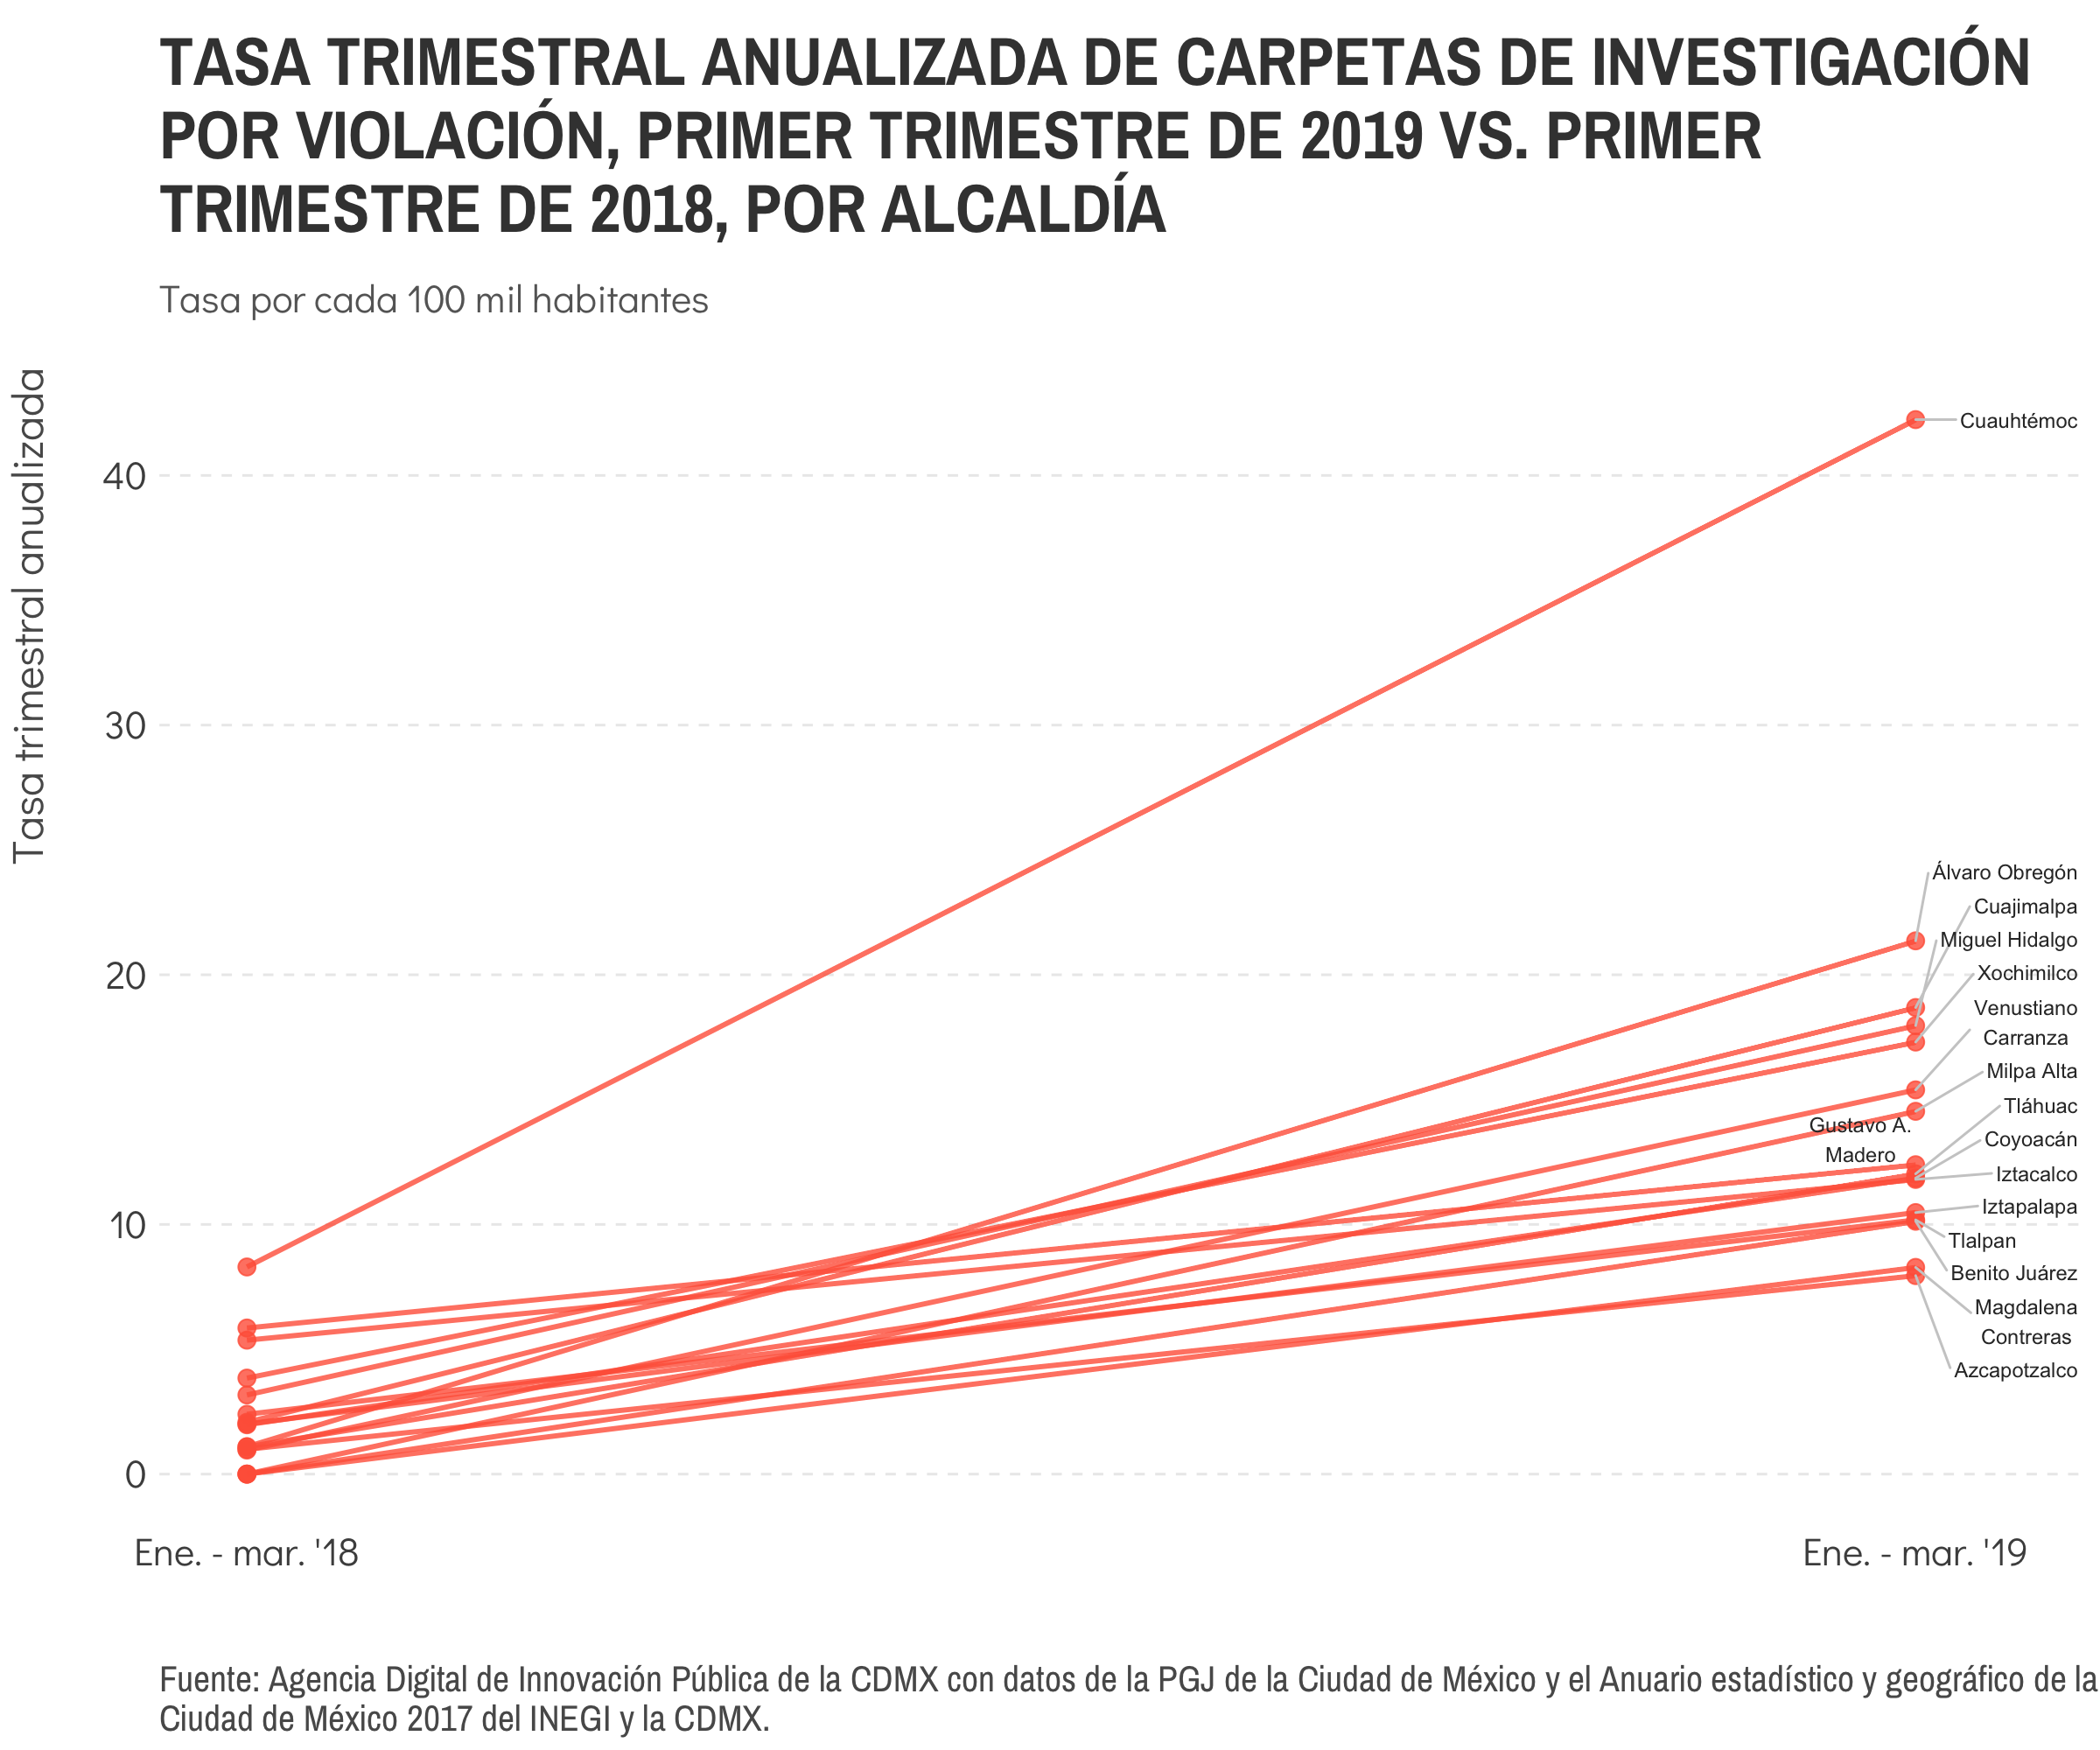 TASA TRIMESTRAL ANUALIZADA DE CARPETAS DE INVESTIGACIÓN
POR VIOLACIÓN, PRIMER TRIMESTRE DE 2019 VS. PRIMER
TRIMESTRE DE 2018, POR ALCALDÍA
Tasa por cada 100 mil habitantes
Tasa trimestral anualizada
40
30
20
10
0
Cuauhtémoc
Álvaro Obregón
Cuajimalpa
Miguel Hidalgo
Xochimilco
Venustiano
Carranza
Milpa Alta
Tláhuac
Gustavo A.
Madero
Coyoacán
Iztacalco
Iztapalapa
Tlalpan
Benito Juárez
Magdalena
Contreras
Azcapotzalco
Ene. - mar. '18
Ene. - mar. '19
Fuente: Agencia Digital de Innovación Pública de la CDMX con datos de la PGJ de la Ciudad de México y el Anuario estadístico y geográfico de la
Ciudad de México 2017 del INEGI y la CDMX.